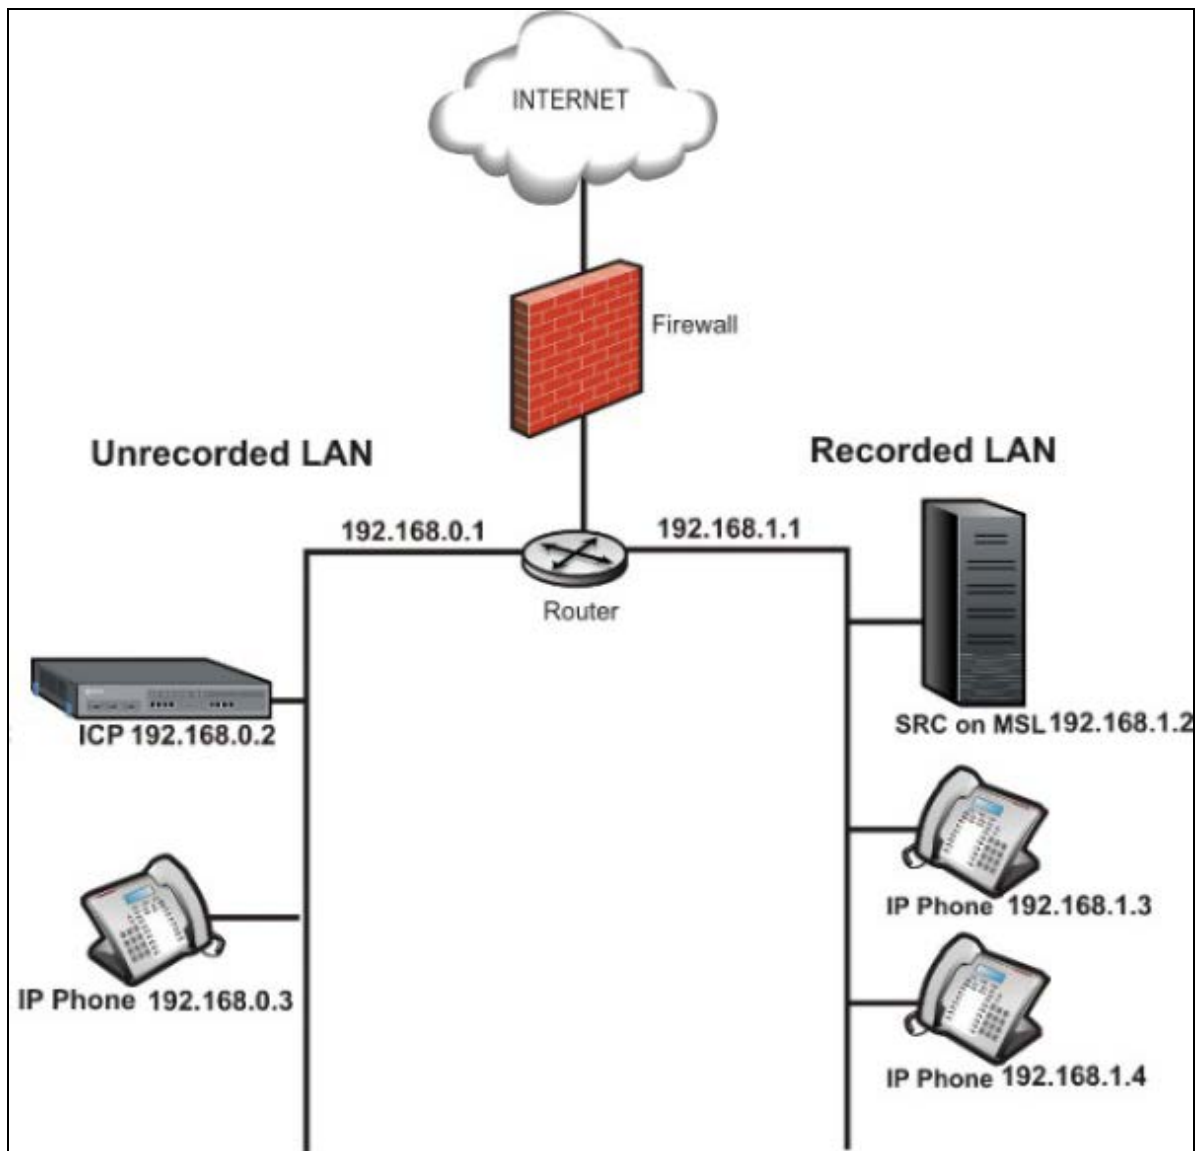 INTERNET
Firewall
Unrecorded LAN
Recorded LAN
192.168.0.1
192.168.1.1
Router
ICP 192.168.0.2
SRC on MSL 192.168.1.2
IP Phone 192.168.1.3
IP Phone 192.168.0.3
IP Phone 192.168.1.4